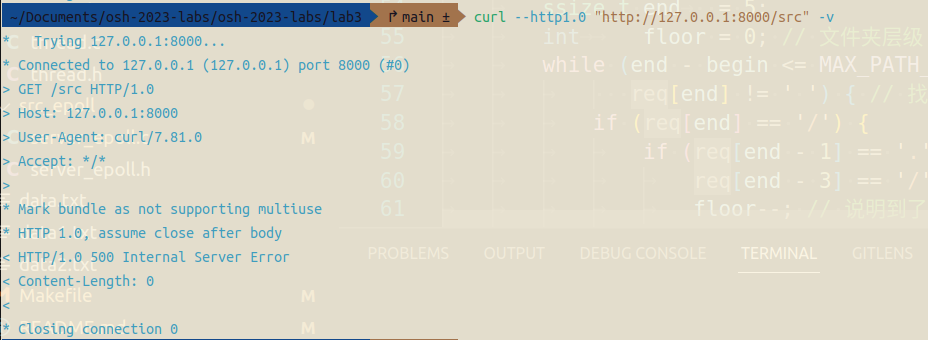 ~/Documents/osh-2023-labs/osh-2023-labs/lab3 main ± curl --http1.0 "http://127.0.0.1:8000/src" -v
* Trying 127.0.0.1:8000...
* Connected to 127.0.0.1 (127.0.0.1) port 8000 (#0)
> GET /src HTTP/1.0
> Host: 127.0.0.1:8000
> User-Agent: curl/7.81.0
> Accept: */*
>
* Mark bundle as not supporting multiuse
* HTTP 1.0, assume close after body
< HTTP/1.0 500 Internal Server Error
< Content-Length: 0
<
* Closing connection 0
thread.h
src_epoll
M
server_epoll.h
data.txt
data2.txt
Makefile M
M
ssize_t end = 5;
55 int floor = 0; // 文件夹层级
while (end - begin <= MAX_PATH_
57 req[end] != ' ') { // 找
58 if (req[end] == '/') {
59 if (req[end - 1] == '.'
60 req[end - 3] == '/'
61 floor--; // 说明到了
PROBLEMS OUTPUT DEBUG CONSOLE TERMINAL GITLENS